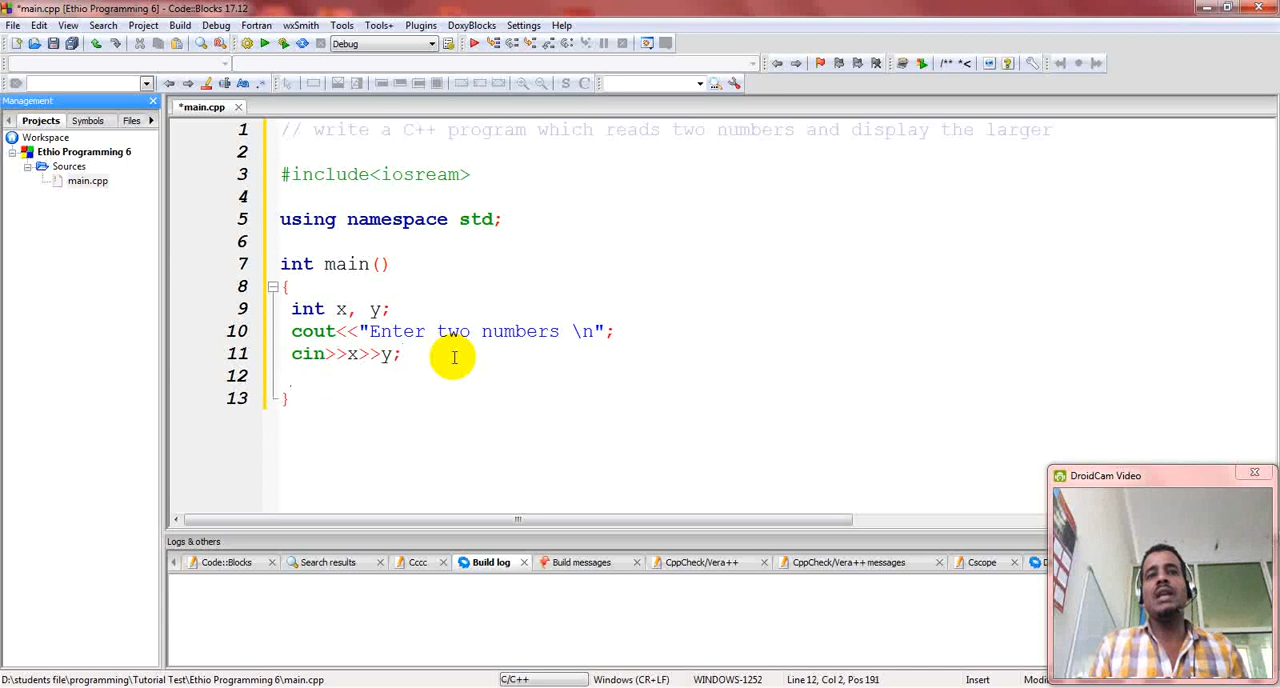 *main.cpp [Ethio Programming 6] - Code::Blocks 17.12
File Edit View Search Project Build Debug Fortran wxSmith Tools Tools+ Plugins DoxyBlocks Settings Help
Debug
/** *<
S C
Management
Projects Symbols Files
Workspace
Ethio Programming 6
Sources
main.cpp
*main.cpp
1 // write a C++ program which reads two numbers and display the larger
2
3 #include<iosream>
4
5 using namespace std;
6
7 int main()
8 {
9 int x, y;
10 cout<<"Enter two numbers \n";
11 cin>>x>>y;
12
13 }
DroidCam Video
Logs & others
Code::Blocks Search results Cccc Build log Build messages CppCheck/Vera++ CppCheck/Vera++ messages Cscope
D:\students file\programming\Tutorial Test\Ethio Programming 6\main.cpp C/C++ Windows (CR+LF) WINDOWS-1252 Line 12, Col 2, Pos 191 Insert